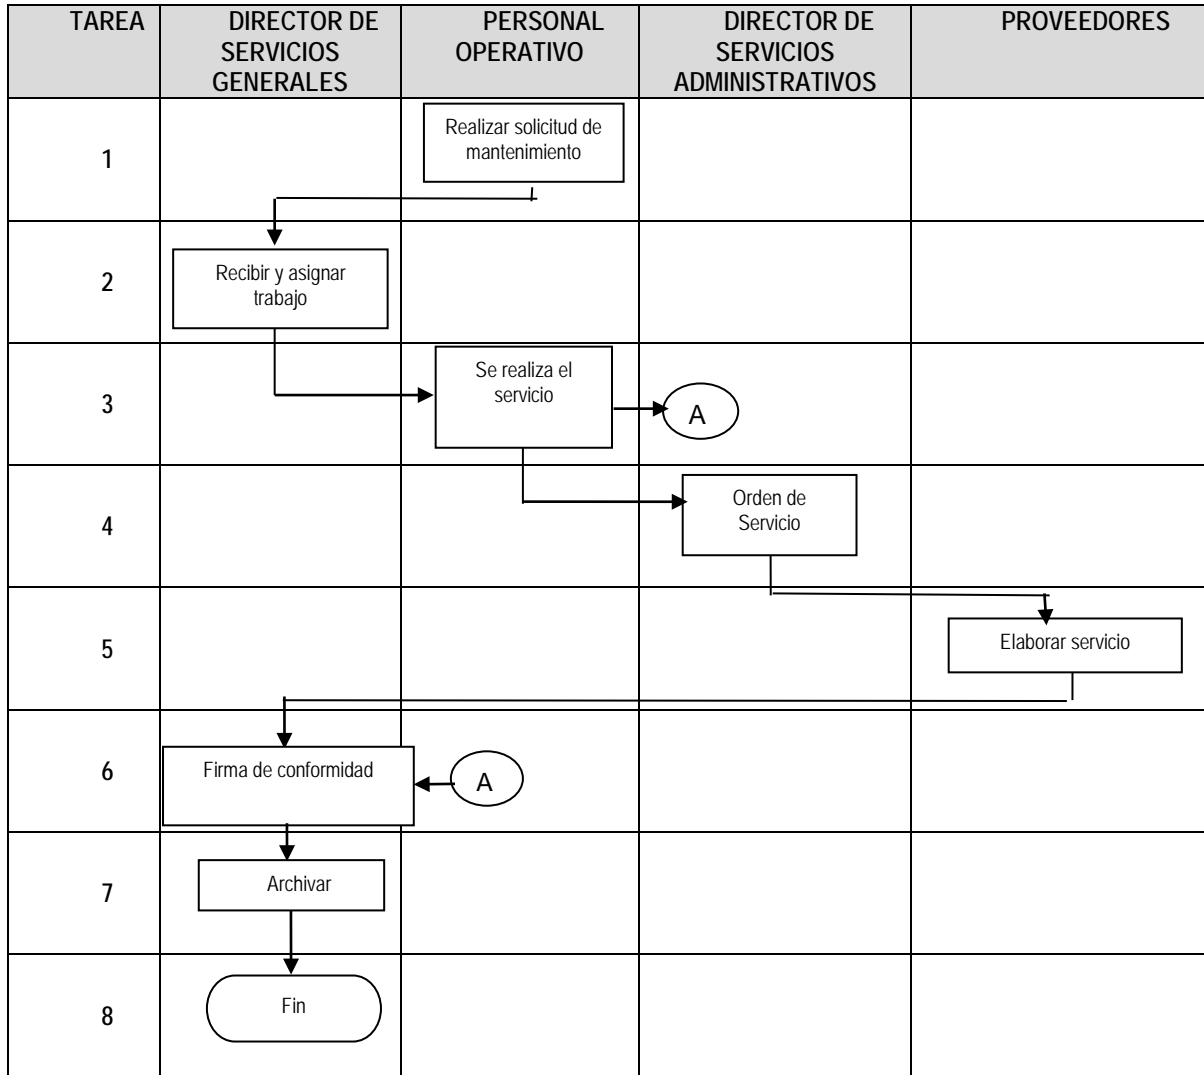 TAREA
DIRECTOR DE
SERVICIOS
GENERALES
PERSONAL
OPERATIVO
DIRECTOR DE
SERVICIOS
ADMINISTRATIVOS
PROVEEDORES
1
Realizar solicitud de
mantenimiento
2
Recibir y asignar
trabajo
3
Se realiza el
servicio
A
4
Orden de
Servicio
5
Elaborar servicio
6
Firma de conformidad
A
7
Archivar
8
Fin